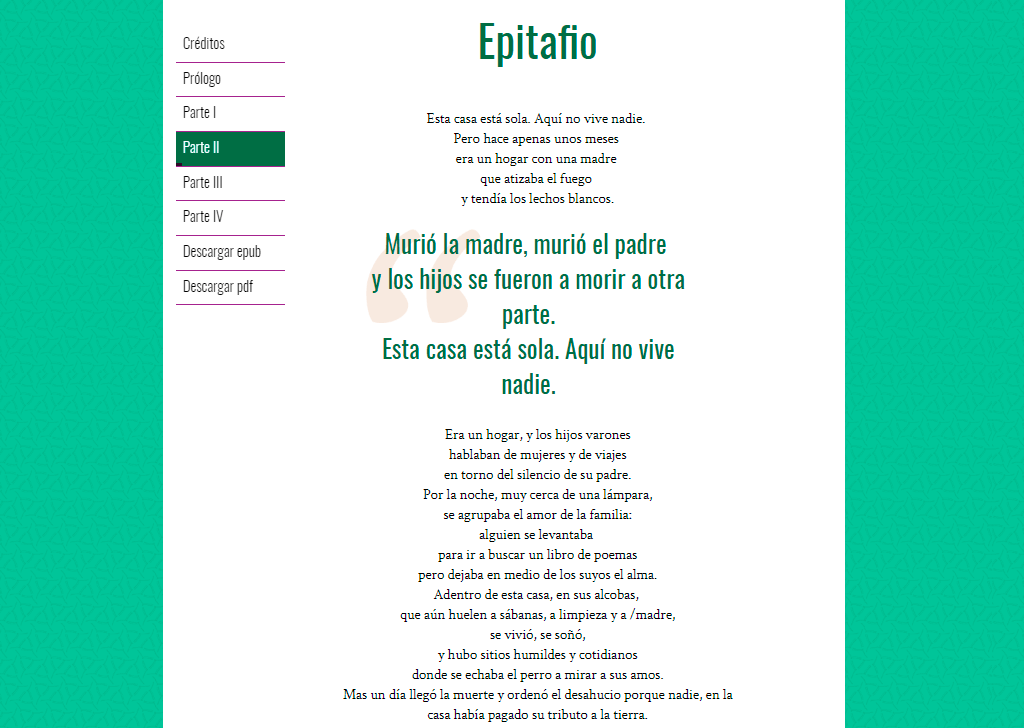 Créditos
Prólogo
Parte I
Parte II
Parte III
Parte IV
Descargar epub
Descargar pdf
Epitafio
Esta casa está sola. Aquí no vive nadie.
Pero hace apenas unos meses
era un hogar con una madre
que atizaba el fuego
y tendía los lechos blancos.
“
Murió la madre, murió el padre
y los hijos se fueron a morir a otra
parte.
Esta casa está sola. Aquí no vive
nadie.
Era un hogar, y los hijos varones
hablaban de mujeres y de viajes
en torno del silencio de su padre.
Por la noche, muy cerca de una lámpara,
se agrupaba el amor de la familia:
alguien se levantaba
para ir a buscar un libro de poemas
pero dejaba en medio de los suyos el alma.
Adentro de esta casa, en sus alcobas,
que aún huelen a sábanas, a limpieza y a /madre,
se vivió, se soñó,
y hubo sitios humildes y cotidianos
donde se echaba el perro a mirar a sus amos.
Mas un día llegó la muerte y ordenó el desahucio porque nadie, en la
casa había pagado su tributo a la tierra.